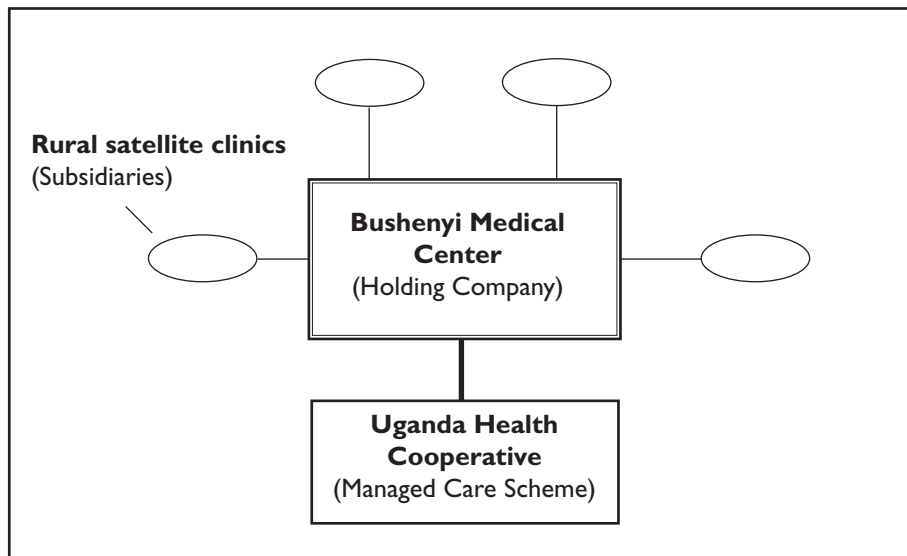 Rural satellite clinics
(Subsidiaries)
Bushenyi Medical
Center
(Holding Company)
Uganda Health
Cooperative
(Managed Care Scheme)